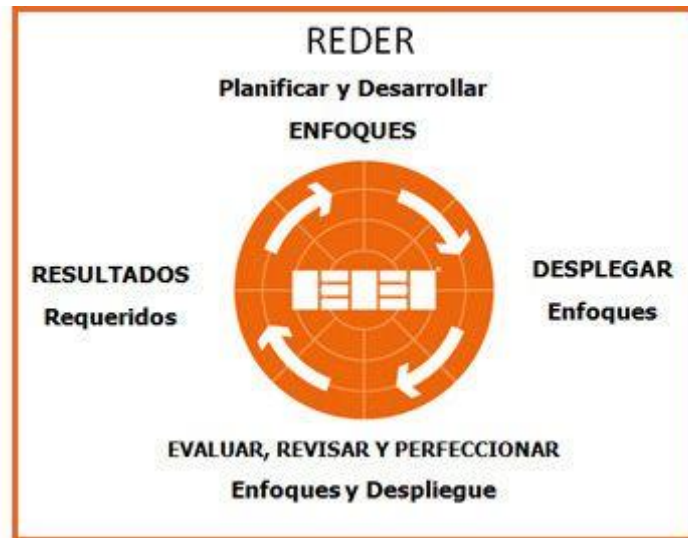 REDER
Planificar y Desarrollar
ENFOQUES
RESULTADOS
Requeridos
DESPLEGAR
Enfoques
EVALUAR, REVISAR Y PERFECCIONAR
Enfoques y Despliegue